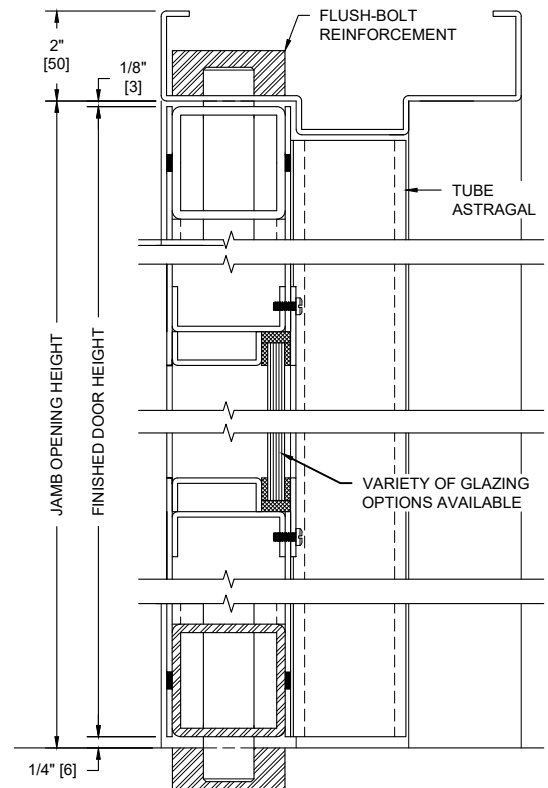 FLUSH-BOLT
REINFORCEMENT
2"
[50]
1/8"
[3]
TUBE
ASTRAGAL
JAMB OPENING HEIGHT
FINISHED DOOR HEIGHT
VARIETY OF GLAZING
OPTIONS AVAILABLE
1/4" [6]